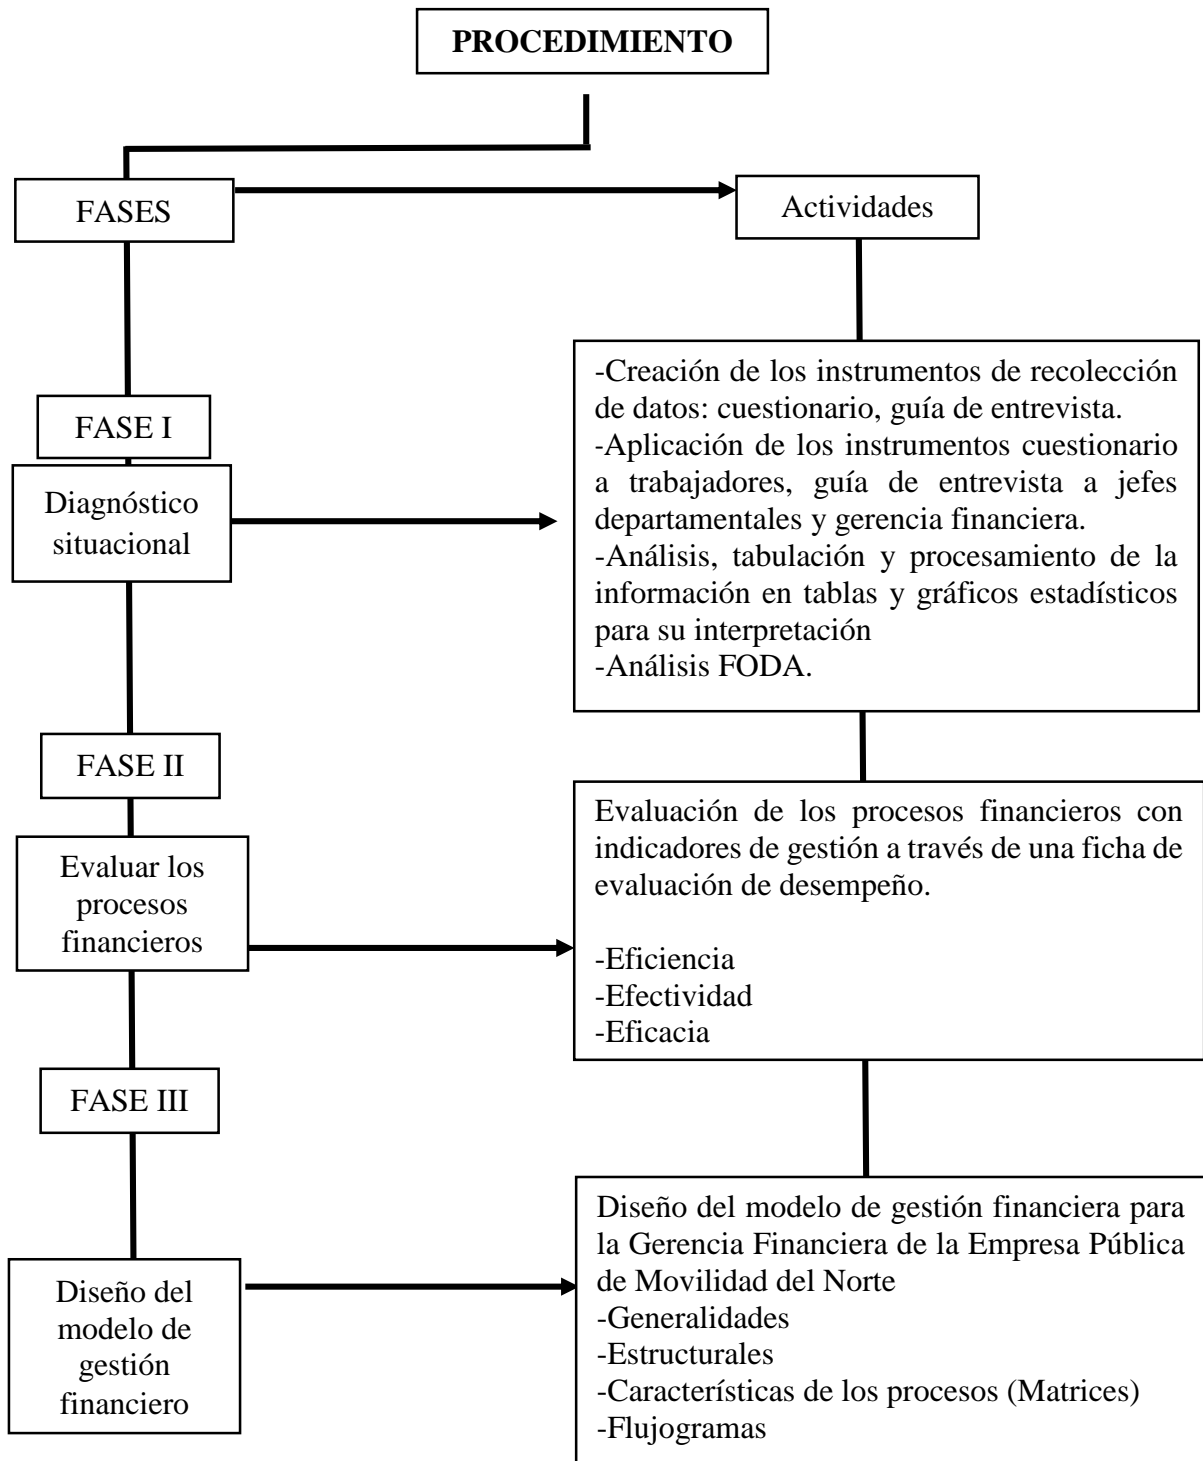 PROCEDIMIENTO
FASES
Actividades
FASE I
Diagnóstico
situacional
-Creación de los instrumentos de recolección
de datos: cuestionario, guía de entrevista.
-Aplicación de los instrumentos cuestionario
a trabajadores, guía de entrevista a jefes
departamentales y gerencia financiera.
-Análisis, tabulación y procesamiento de la
información en tablas y gráficos estadísticos
para su interpretación
-Análisis FODA.
FASE II
Evaluar los
procesos
financieros
Evaluación de los procesos financieros con
indicadores de gestión a través de una ficha de
evaluación de desempeño.
-Eficiencia
-Efectividad
-Eficacia
FASE III
Diseño del
modelo de
gestión
financiero
Diseño del modelo de gestión financiera para
la Gerencia Financiera de la Empresa Pública
de Movilidad del Norte
-Generalidades
-Estructurales
-Características de los procesos (Matrices)
-Flujogramas